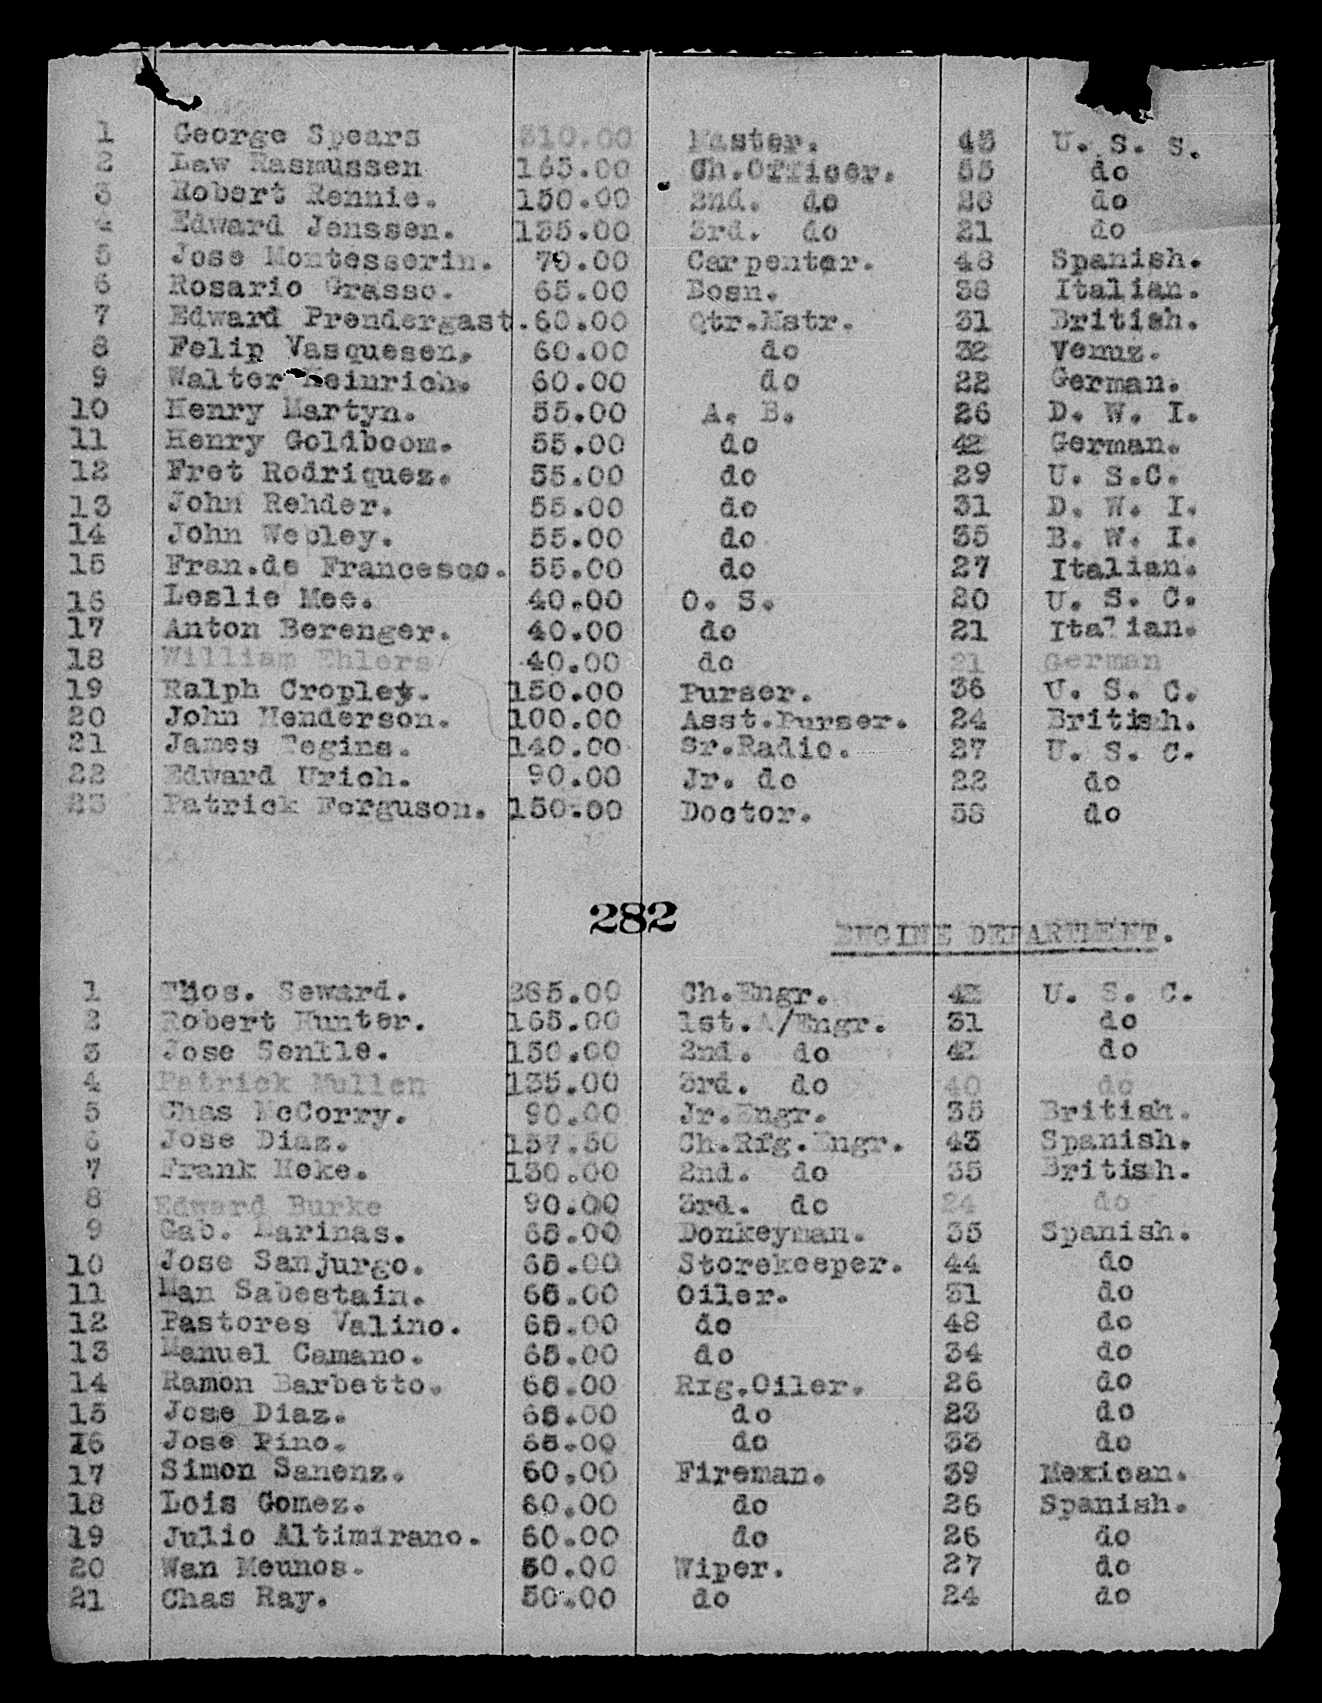 1 George Spears 310.00 Master. 45 U. S. S.
2 Law Rasmussen 165.00 Ch.Officer. 55 do
3 Robert Rennie. 150.00 2nd. do 28 do
4 Edward Jenssen. 135.00 3rd. do 21 do
5 Jose Montesserin. 70.00 Carpenter. 48 Spanish.
6 Rosario Grasso. 65.00 Bosn. 38 Italian.
7 Edward Prendergast. 60.00 Qtr.Mstr. 31 British.
8 Felip Vasquesen. 60.00 do 32 Venuz.
9 Walter Heinrich. 60.00 do 22 German.
10 Henry Martyn. 55.00 A. B. 26 D. W. I.
11 Henry Goldboom. 55.00 do 42 German.
12 Fret Rodriquez. 55.00 do 29 U. S.C.
13 John Rehder. 55.00 do 31 D. W. I.
14 John Webley. 55.00 do 35 B. W. I.
15 Fran.de Francesco. 55.00 do 27 Italian.
16 Leslie Mee. 40.00 O. S. 20 U. S. C.
17 Anton Berenger. 40.00 do 21 Italian.
18 William Ehlers 40.00 do 21 German
19 Ralph Cropley. 150.00 Purser. 36 U. S. C.
20 John Henderson. 100.00 Asst.Purser. 24 British.
21 James Tegins. 140.00 Sr.Radio. 27 U. S. C.
22 Edward Urich. 90.00 Jr. do 22 do
23 Patrick Ferguson. 150.00 Doctor. 58 do
282
ENGINE DEPARTMENT.
1 Thos. Seward. 285.00 Ch.Engr. 42 U. S. C.
2 Robert Hunter. 165.00 1st.A/Engr. 31 do
3 Jose Senlle. 150.00 2nd. do 41 do
4 Patrick Mullen 135.00 3rd. do 40 do
5 Chas McCorry. 90.00 Jr.Engr. 35 British.
6 Jose Diaz. 157.50 Ch.Rfg.Engr. 43 Spanish.
7 Frank Hoke. 130.00 2nd. do 35 British.
8 Edward Burke 90.00 3rd. do 24 do
9 Gab. Marinas. 65.00 Donkeyman. 35 Spanish.
10 Jose Sanjurgo. 65.00 Storekeeper. 44 do
11 Man Sabestain. 65.00 Oiler. 31 do
12 Pastores Valino. 65.00 do 48 do
13 Manuel Camano. 65.00 do 34 do
14 Ramon Barbetto. 65.00 Rfg.Oiler. 26 do
15 Jose Diaz. 65.00 do 23 do
16 Jose Pino. 65.00 do 33 do
17 Simon Sanenz. 60.00 Fireman. 39 Mexican.
18 Lois Gomez. 60.00 do 26 Spanish.
19 Julio Altimirano. 60.00 do 26 do
20 Wan Meunos. 50.00 Wiper. 27 do
21 Chas Ray. 50.00 do 24 do